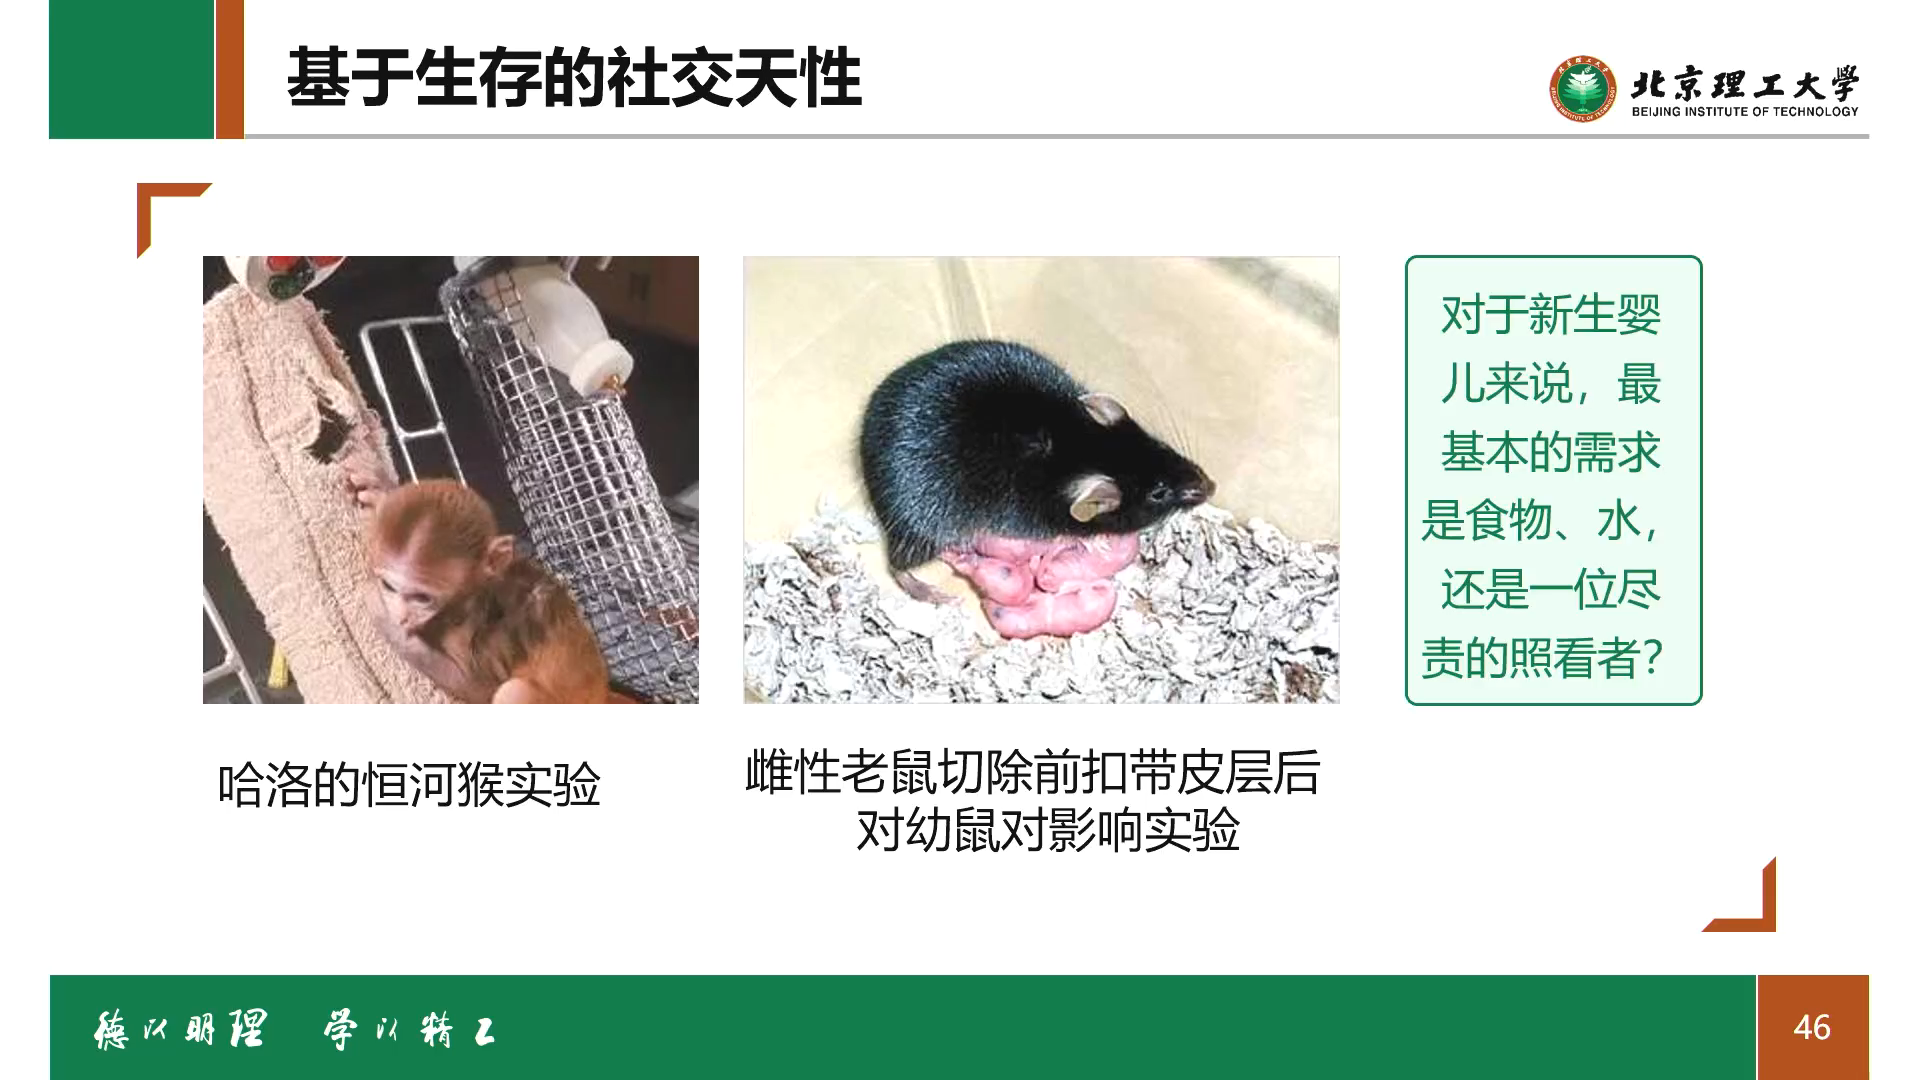 基于生存的社交天性
北京理工大学
BEIJING INSTITUTE OF TECHNOLOGY
对于新生婴
儿来说，最
基本的需求
是食物、水，
还是一位尽
责的照看者？
哈洛的恒河猴实验
雌性老鼠切除前扣带皮层后
对幼鼠对影响实验
德以明理 学以精工
46